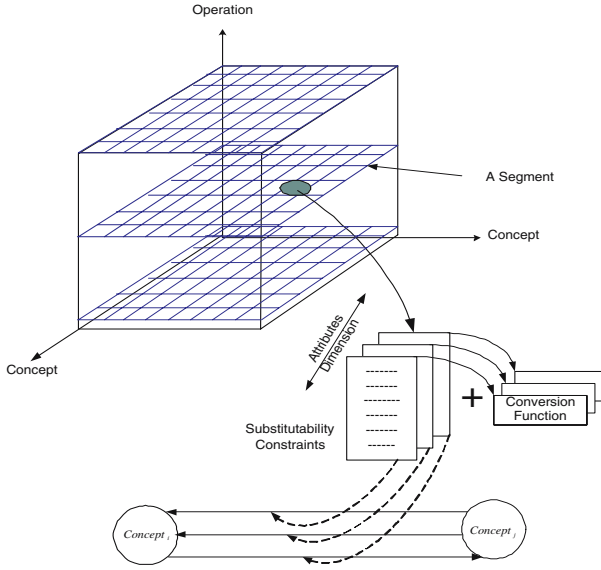 Operation
A Segment
Concept
Concept
Attributes
Dimension
Substitutability
Constraints
+
Conversion
Function
Concept i
Concept j